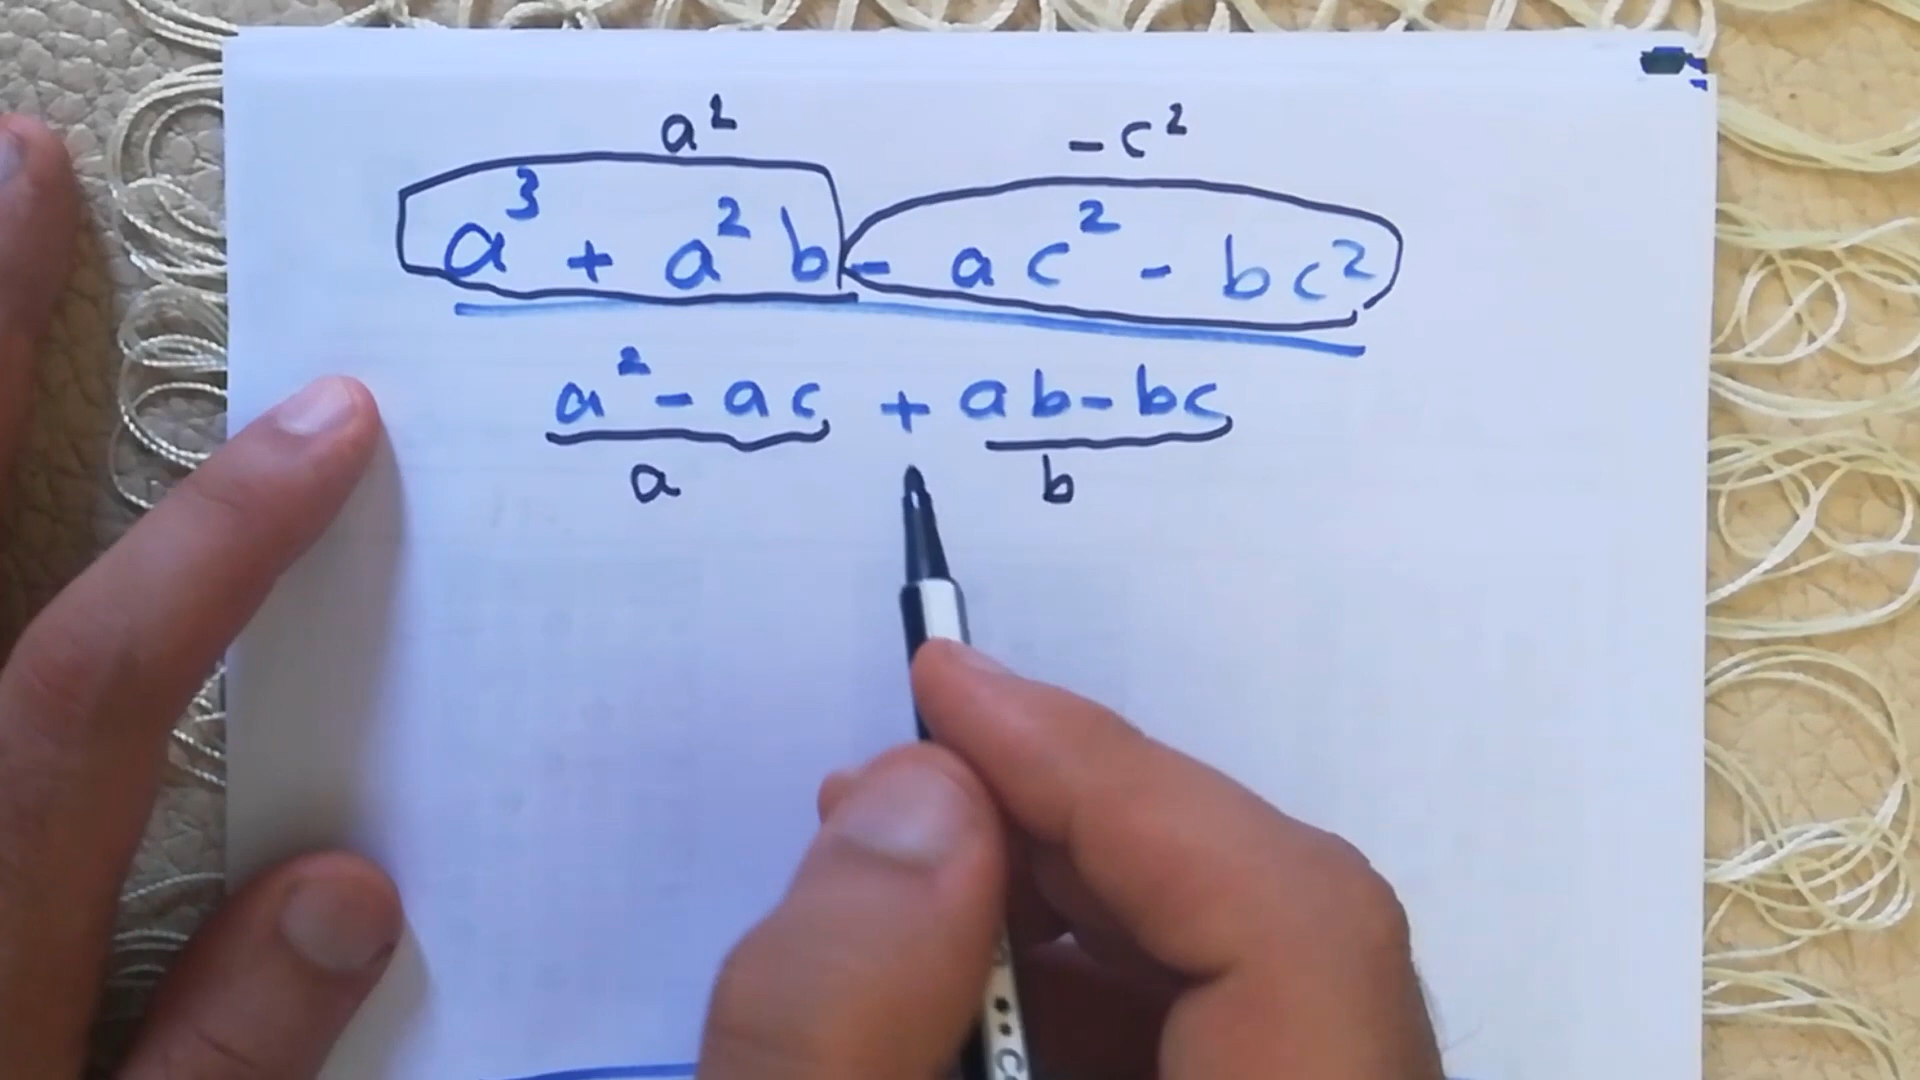 a² -c²
a³ + a²b - ac² - bc²
a² - ac + ab - bc
a b